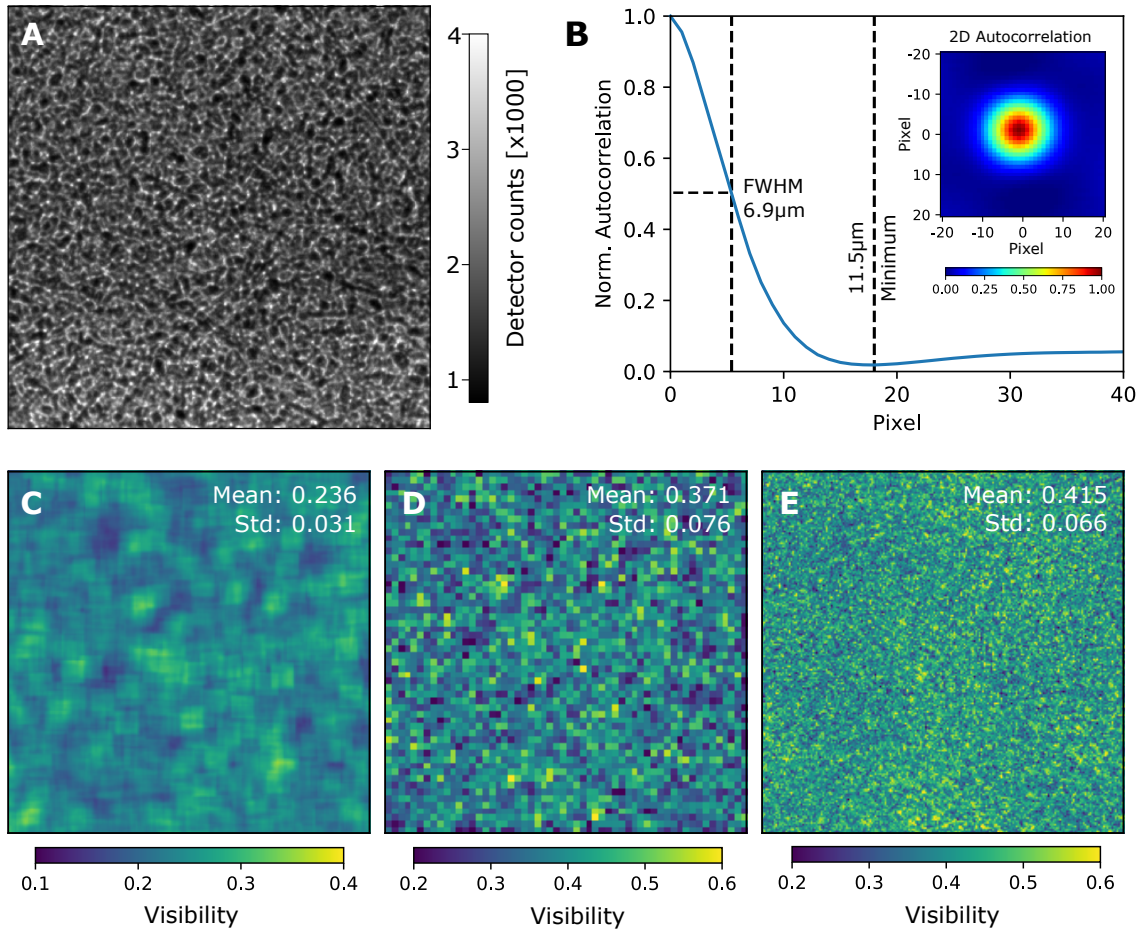 A
4
3
2
1
Detector counts [x1000]
B
1.0
0.8
0.6
0.4
0.2
0.0
Norm. Autocorrelation
0
10
20
30
40
Pixel
FWHM
6.9µm
11.5µm
Minimum
2D Autocorrelation
-20
-10
0
10
20
Pixel
-20
-10
0
10
20
Pixel
0.00
0.25
0.50
0.75
1.00
C
Mean: 0.236
Std: 0.031
0.1
0.2
0.3
0.4
Visibility
D
Mean: 0.371
Std: 0.076
0.2
0.3
0.4
0.5
0.6
Visibility
E
Mean: 0.415
Std: 0.066
0.2
0.3
0.4
0.5
0.6
Visibility